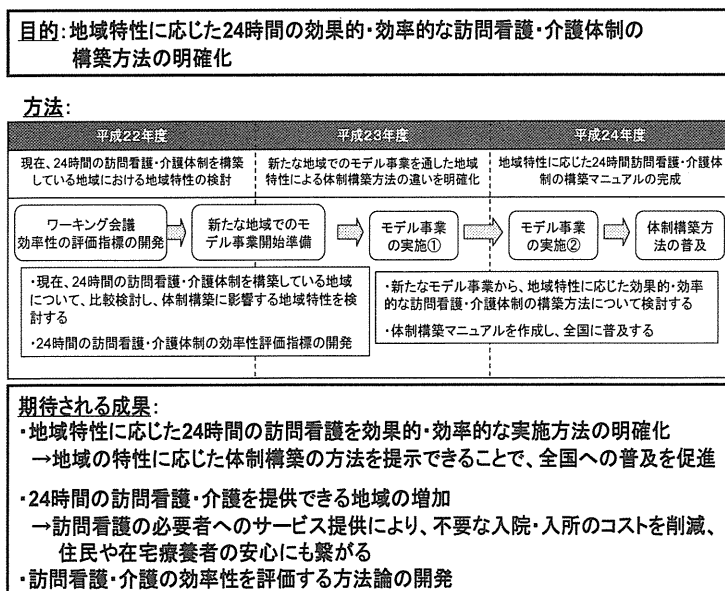 目的:地域特性に応じた24時間の効果的・効率的な訪問看護・介護体制の
構築方法の明確化
方法:
平成22年度
平成23年度
平成24年度
現在、24時間の訪問看護・介護体制を構築
している地域における地域特性の検討
新たな地域でのモデル事業を通した地域
特性による体制構築方法の違いを明確化
地域特性に応じた24時間訪問看護・介護体
制の構築マニュアルの完成
ワーキング会議
効率性の評価指標の開発
新たな地域でのモ
デル事業開始準備
モデル事業
の実施①
モデル事業
の実施②
体制構築方
法の普及
・現在、24時間の訪問看護・介護体制を構築している地域
について、比較検討し、体制構築に影響する地域特性を検
討する
・24時間の訪問看護・介護体制の効率性評価指標の開発
・新たなモデル事業から、地域特性に応じた効果的・効率
的な訪問看護・介護体制の構築方法について検討する
・体制構築マニュアルを作成し、全国に普及する
期待される成果:
・地域特性に応じた24時間の訪問看護を効果的・効率的な実施方法の明確化
→地域の特性に応じた体制構築の方法を提示できることで、全国への普及を促進
・24時間の訪問看護・介護を提供できる地域の増加
→訪問看護の必要者へのサービス提供により、不要な入院・入所のコストを削減、
住民や在宅療養者の安心にも繋がる
・訪問看護・介護の効率性を評価する方法論の開発